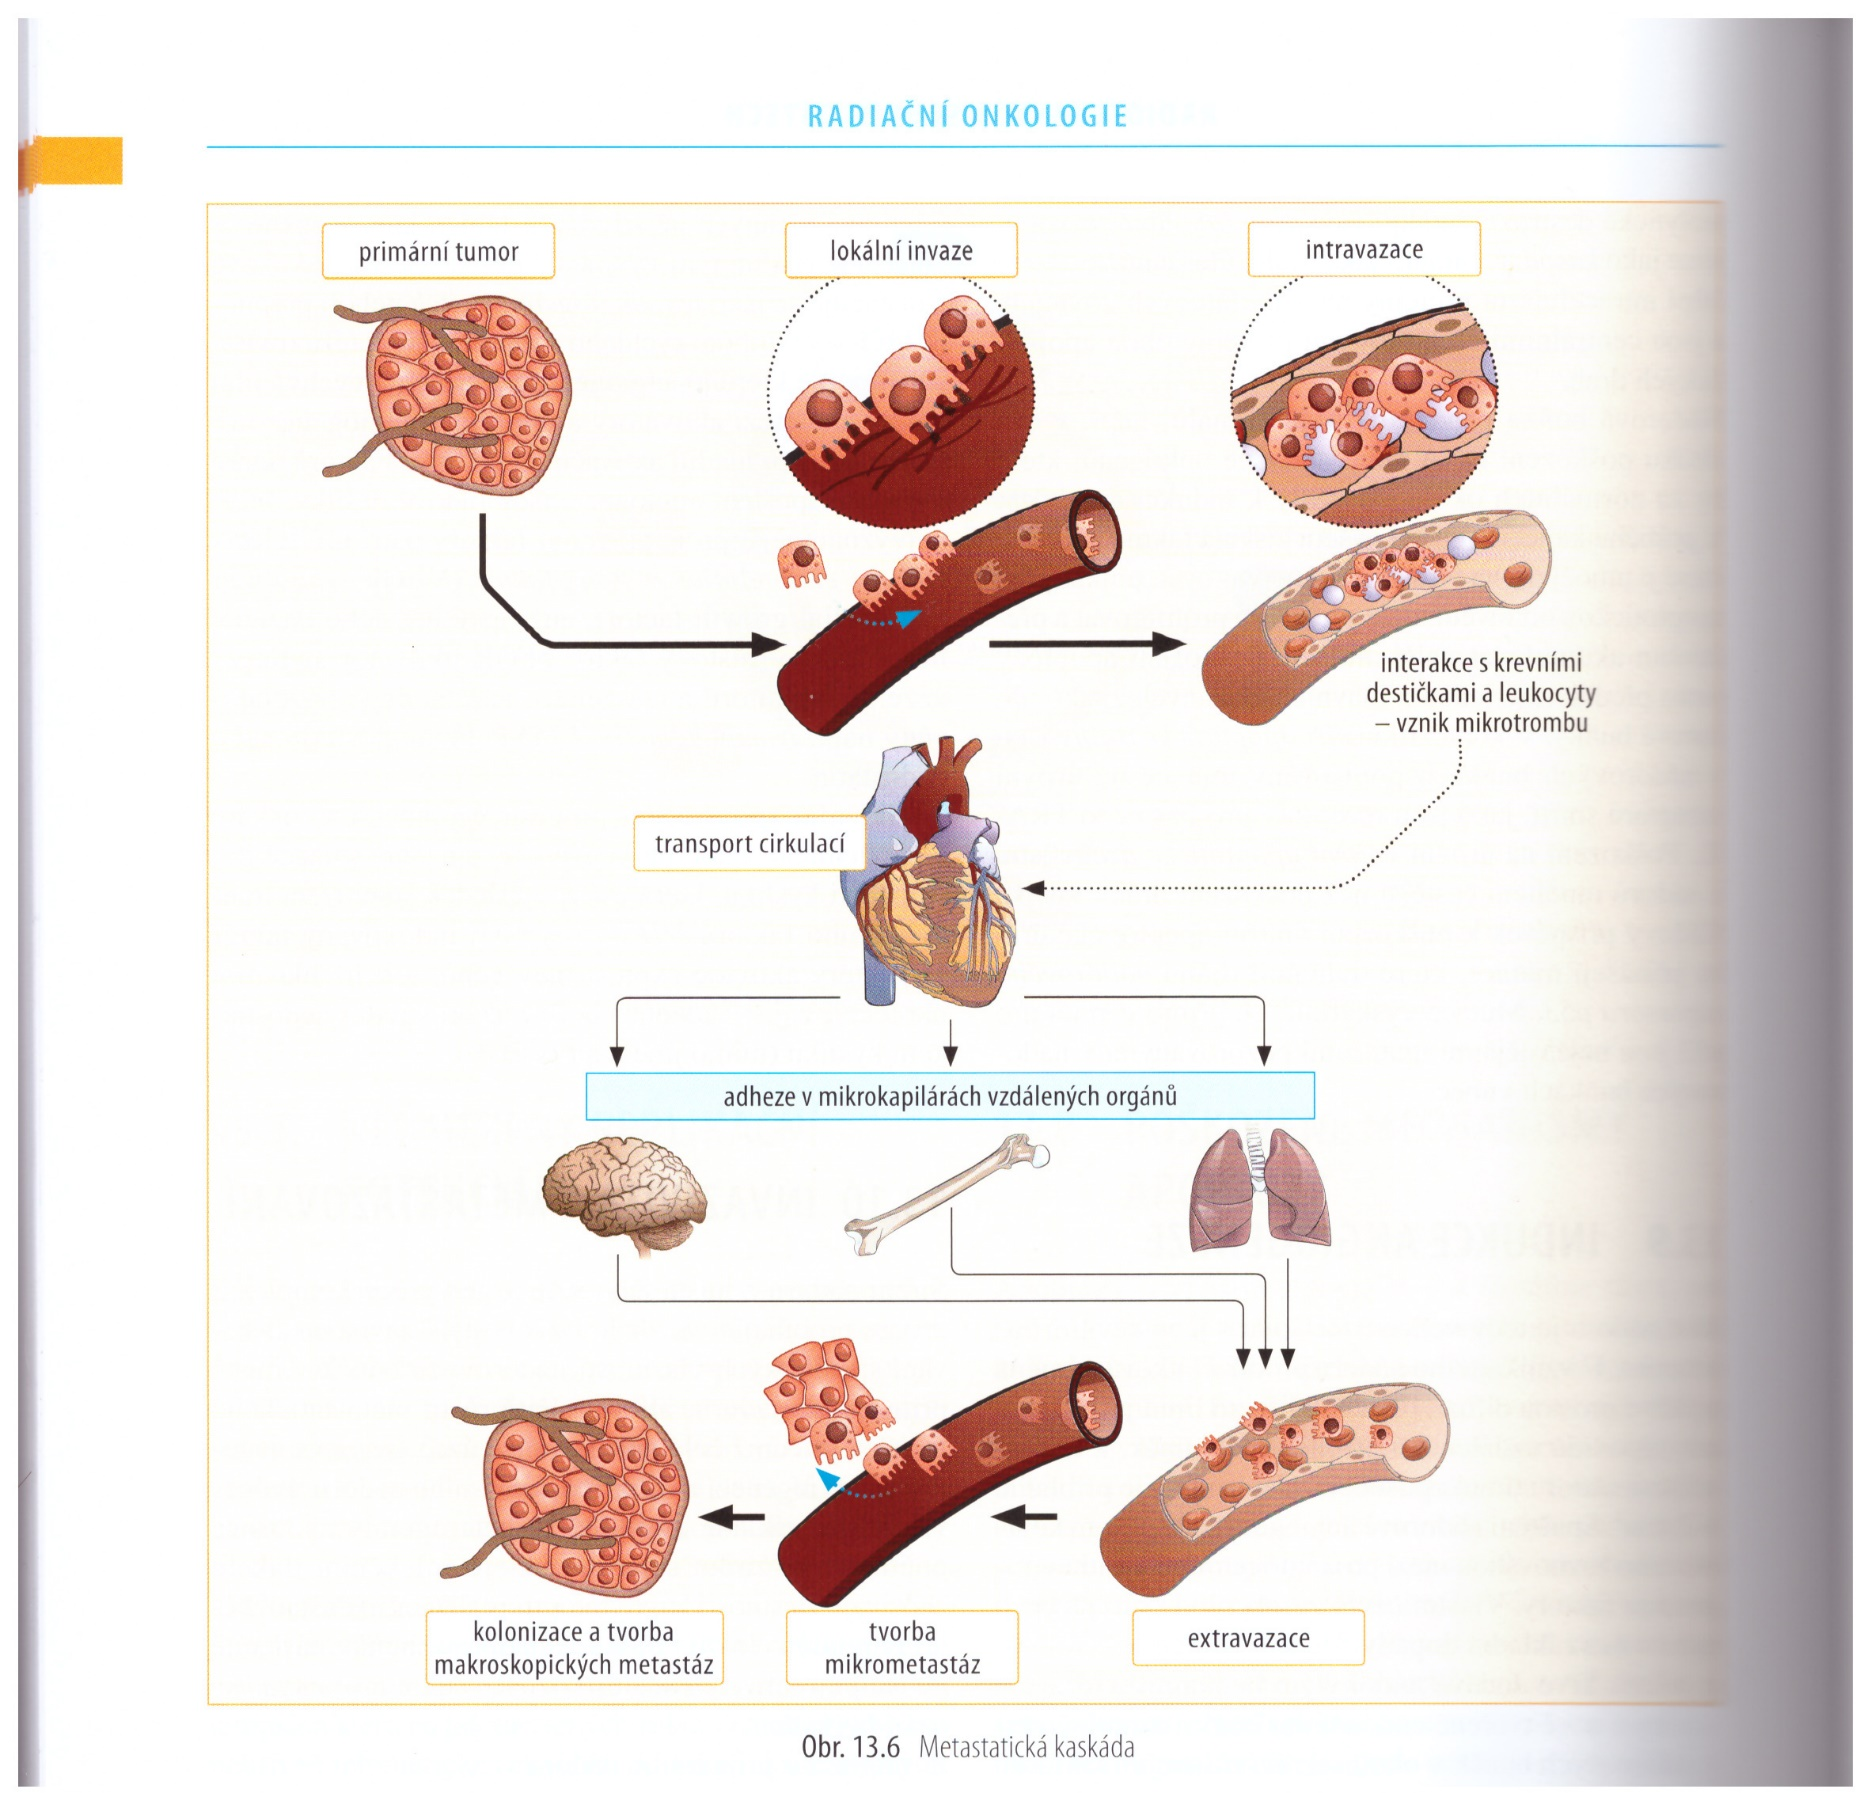 RADIAČNÍ ONKOLOGIE
primární tumor
lokální invaze
intravazace
interakce s krevními
destičkami a leukocyty
– vznik mikrotrombu
transport cirkulací
adheze v mikrokapilárách vzdálených orgánů
kolonizace a tvorba
makroskopických metastáz
tvorba
mikrometastáz
extravazace
Obr. 13.6 Metastatická kaskáda